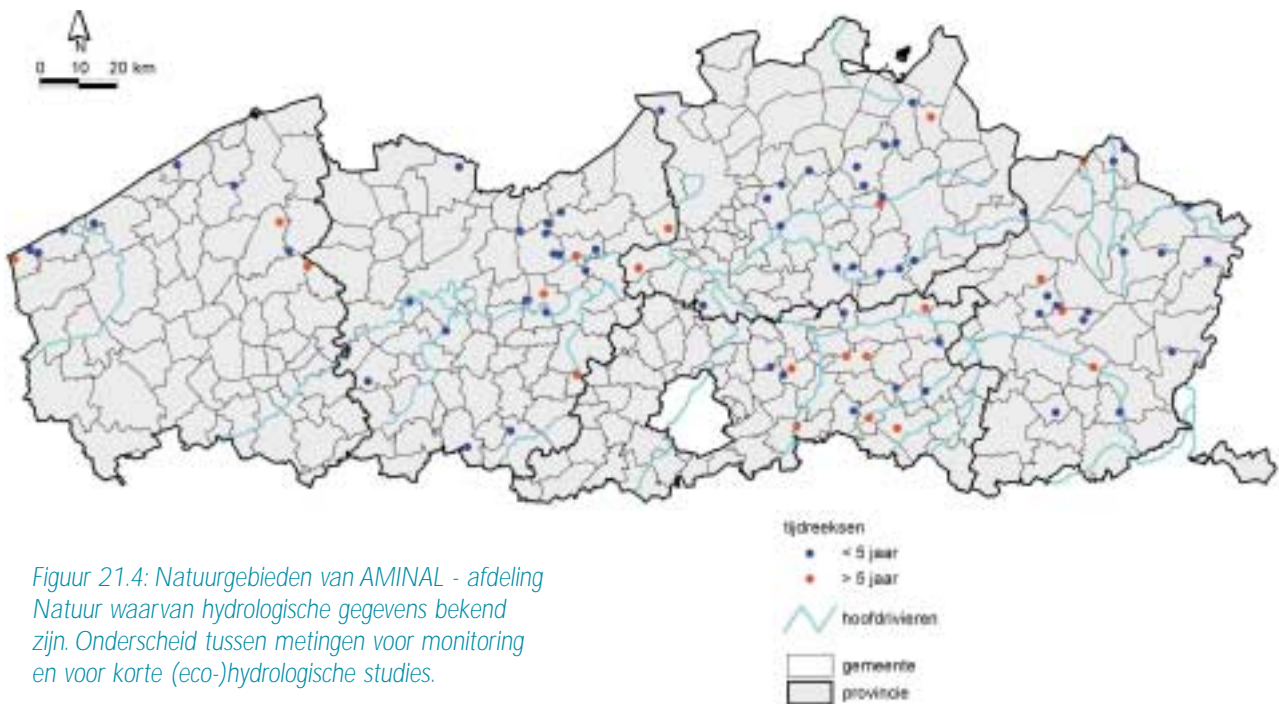 N
0 10 20 km
tijdreeksen
< 5 jaar
> 5 jaar
hoofdrivieren
gemeente
provincie
Figuur 21.4: Natuurgebieden van AMINAL - afdeling
Natuur waarvan hydrologische gegevens bekend
zijn. Onderscheid tussen metingen voor monitoring
en voor korte (eco-)hydrologische studies.